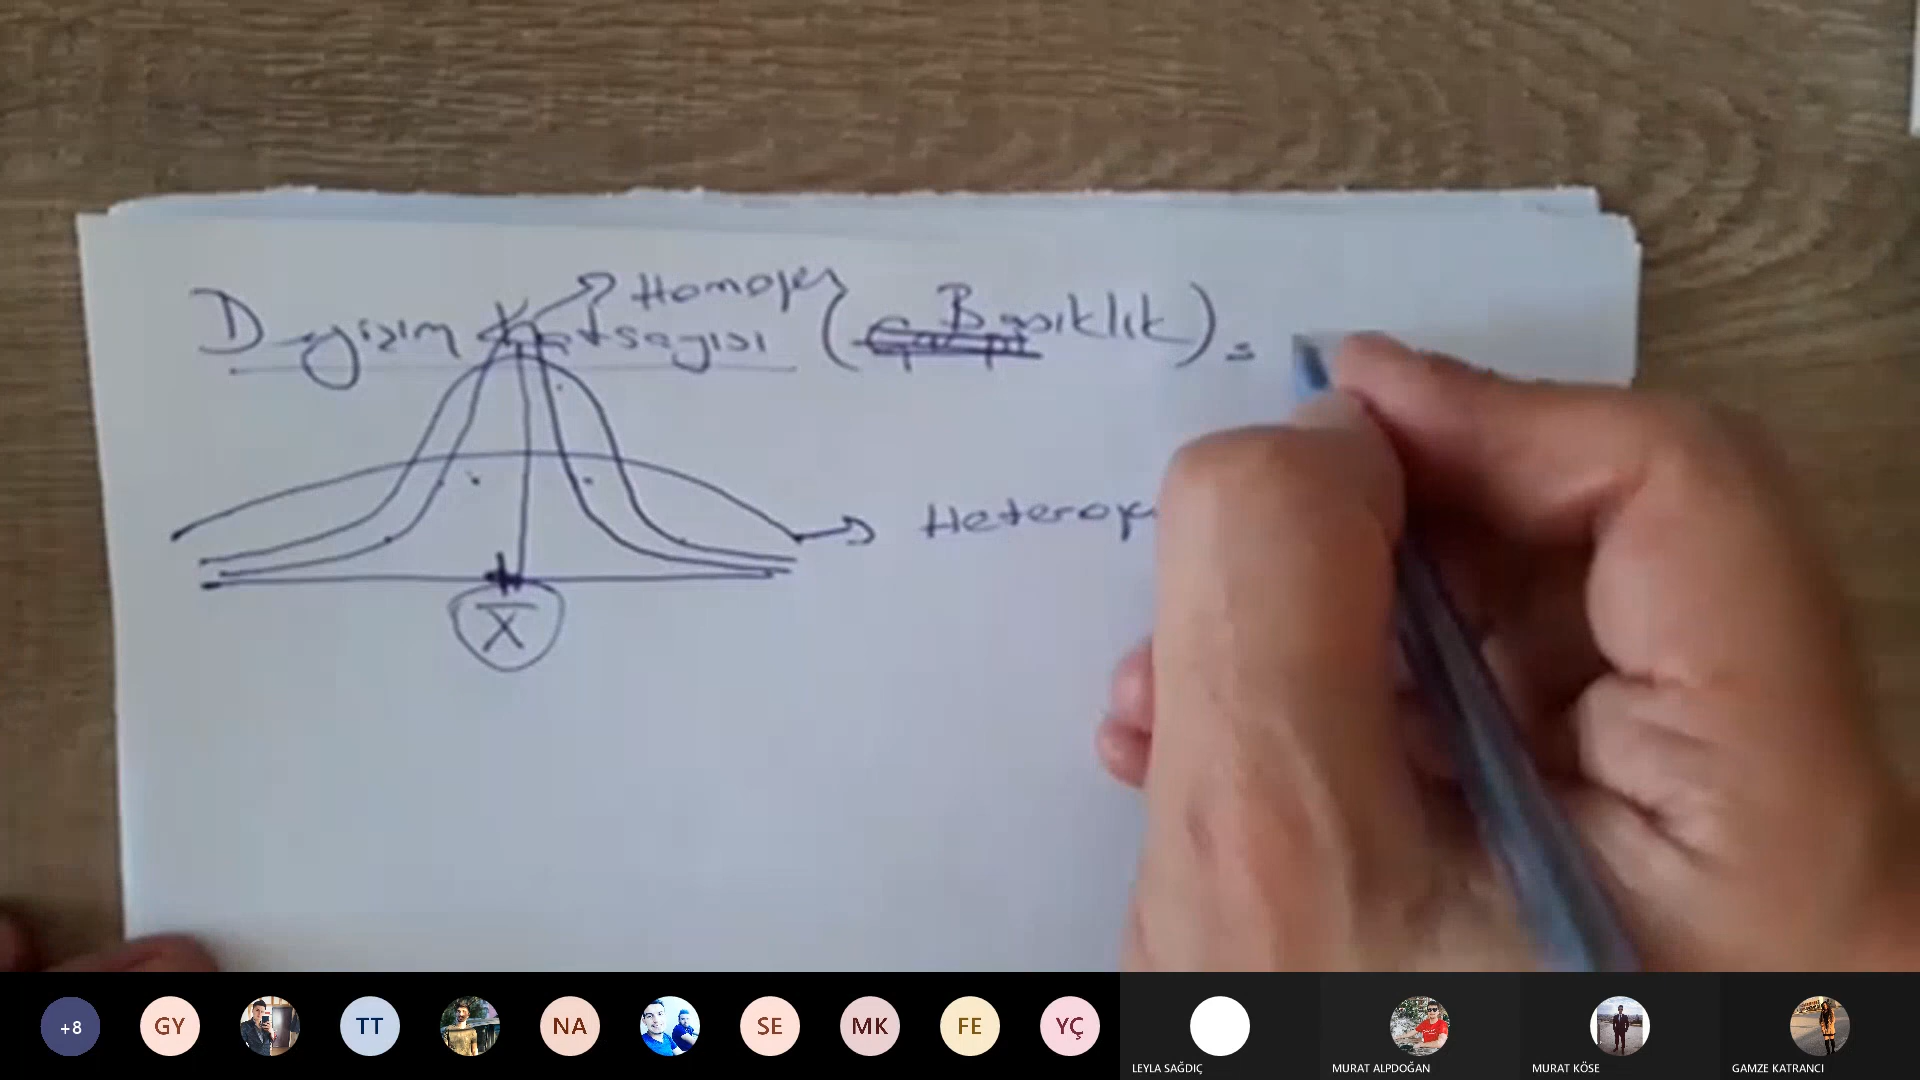 Homojen
Değişim Katsayısı (Basıklık) =
Heteroje
X̄
+8
GY
TT
NA
SE
MK
FE
YÇ
LEYLA SAĞDIÇ
MURAT ALPDOĞAN
MURAT KÖSE
GAMZE KATRANCI